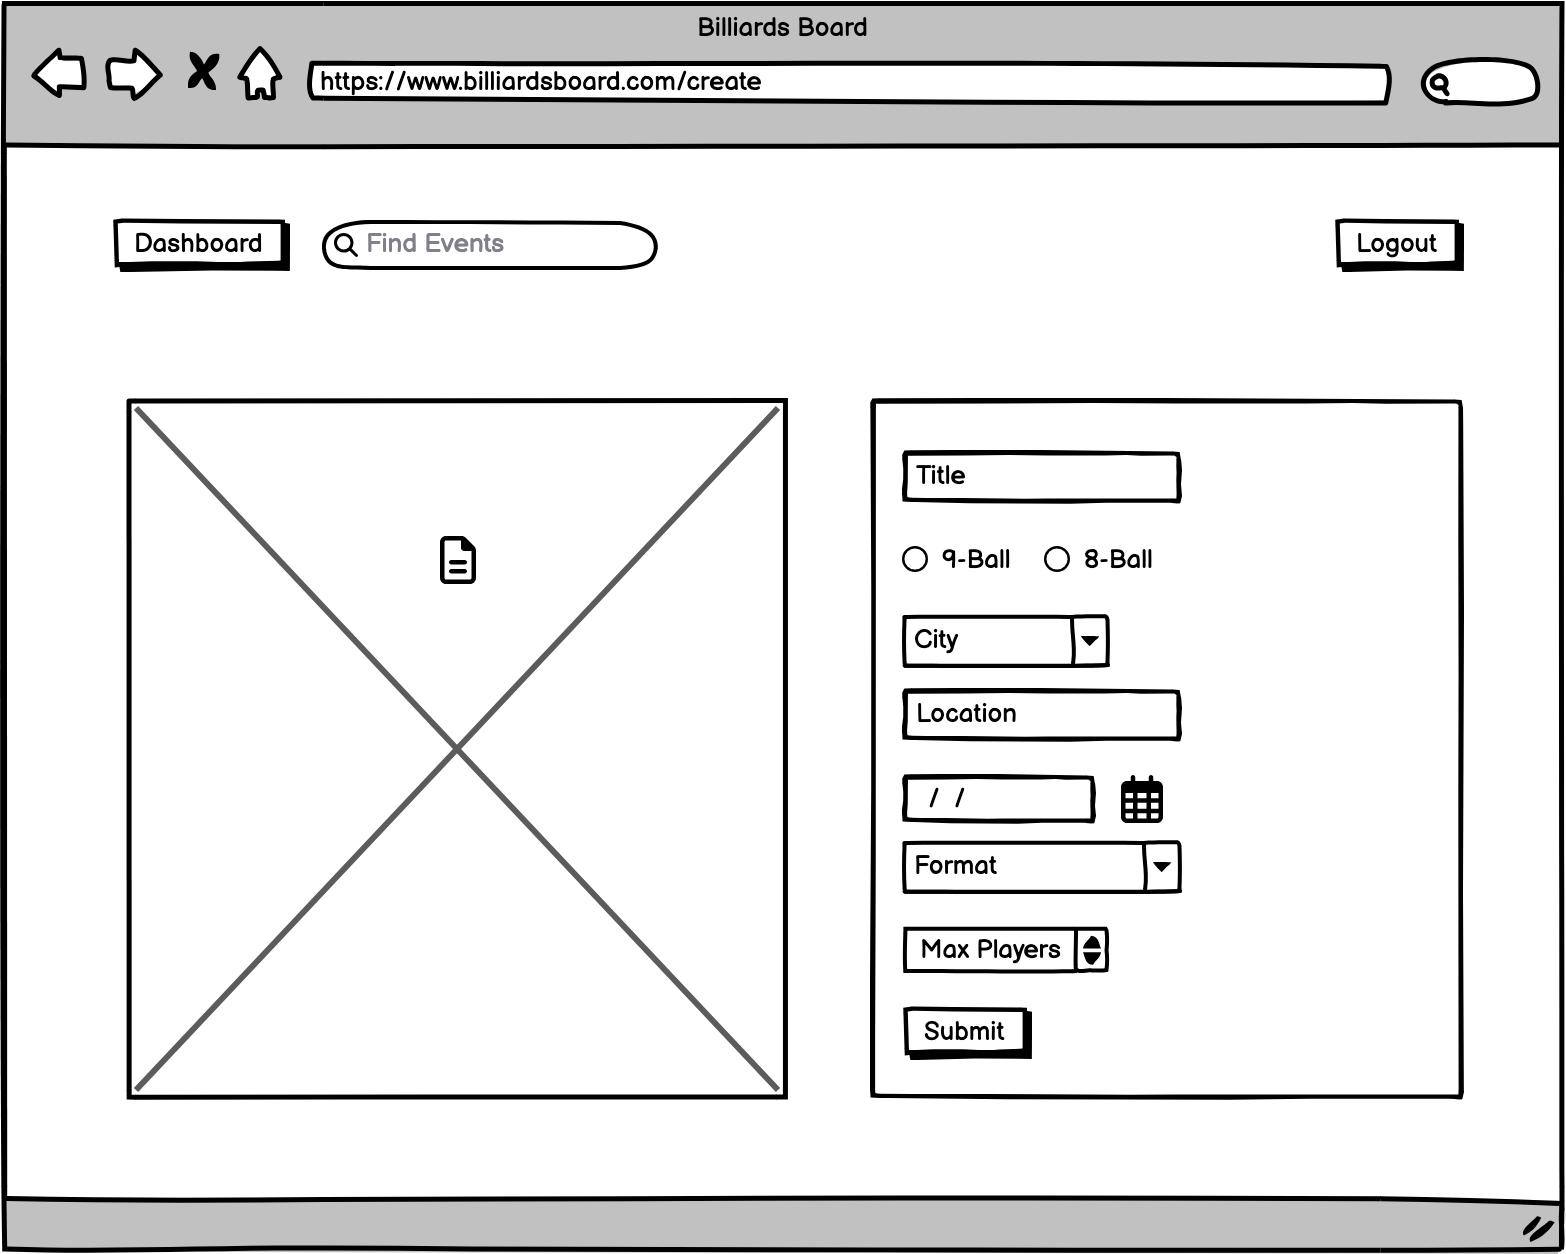 Billiards Board
https://www.billiardsboard.com/create
Dashboard
Find Events
Logout
Title
9-Ball
8-Ball
City
Location
/ /
Format
Max Players
Submit